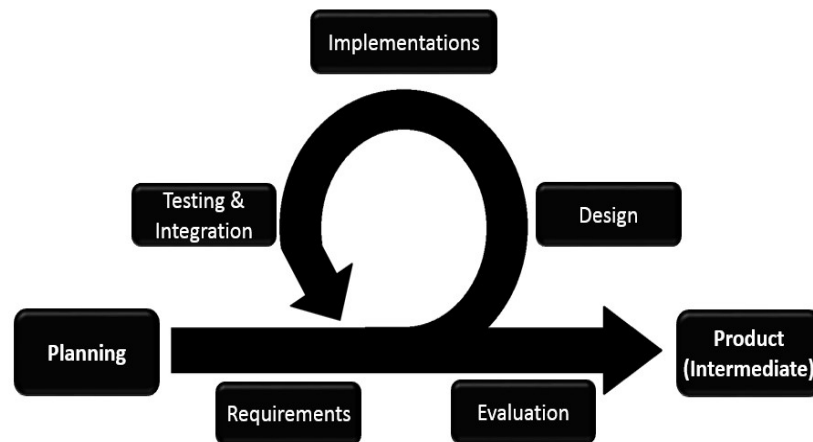 Implementations
Testing &
Integration
Design
Planning
Product
(Intermediate)
Requirements
Evaluation